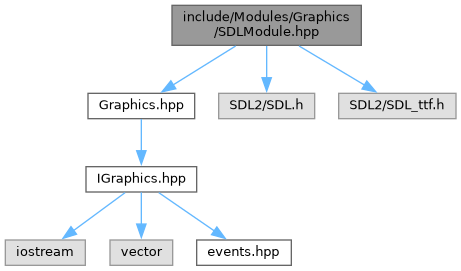 include/Modules/Graphics
/SDLModule.hpp
Graphics.hpp
SDL2/SDL.h
SDL2/SDL_ttf.h
IGraphics.hpp
iostream
vector
events.hpp